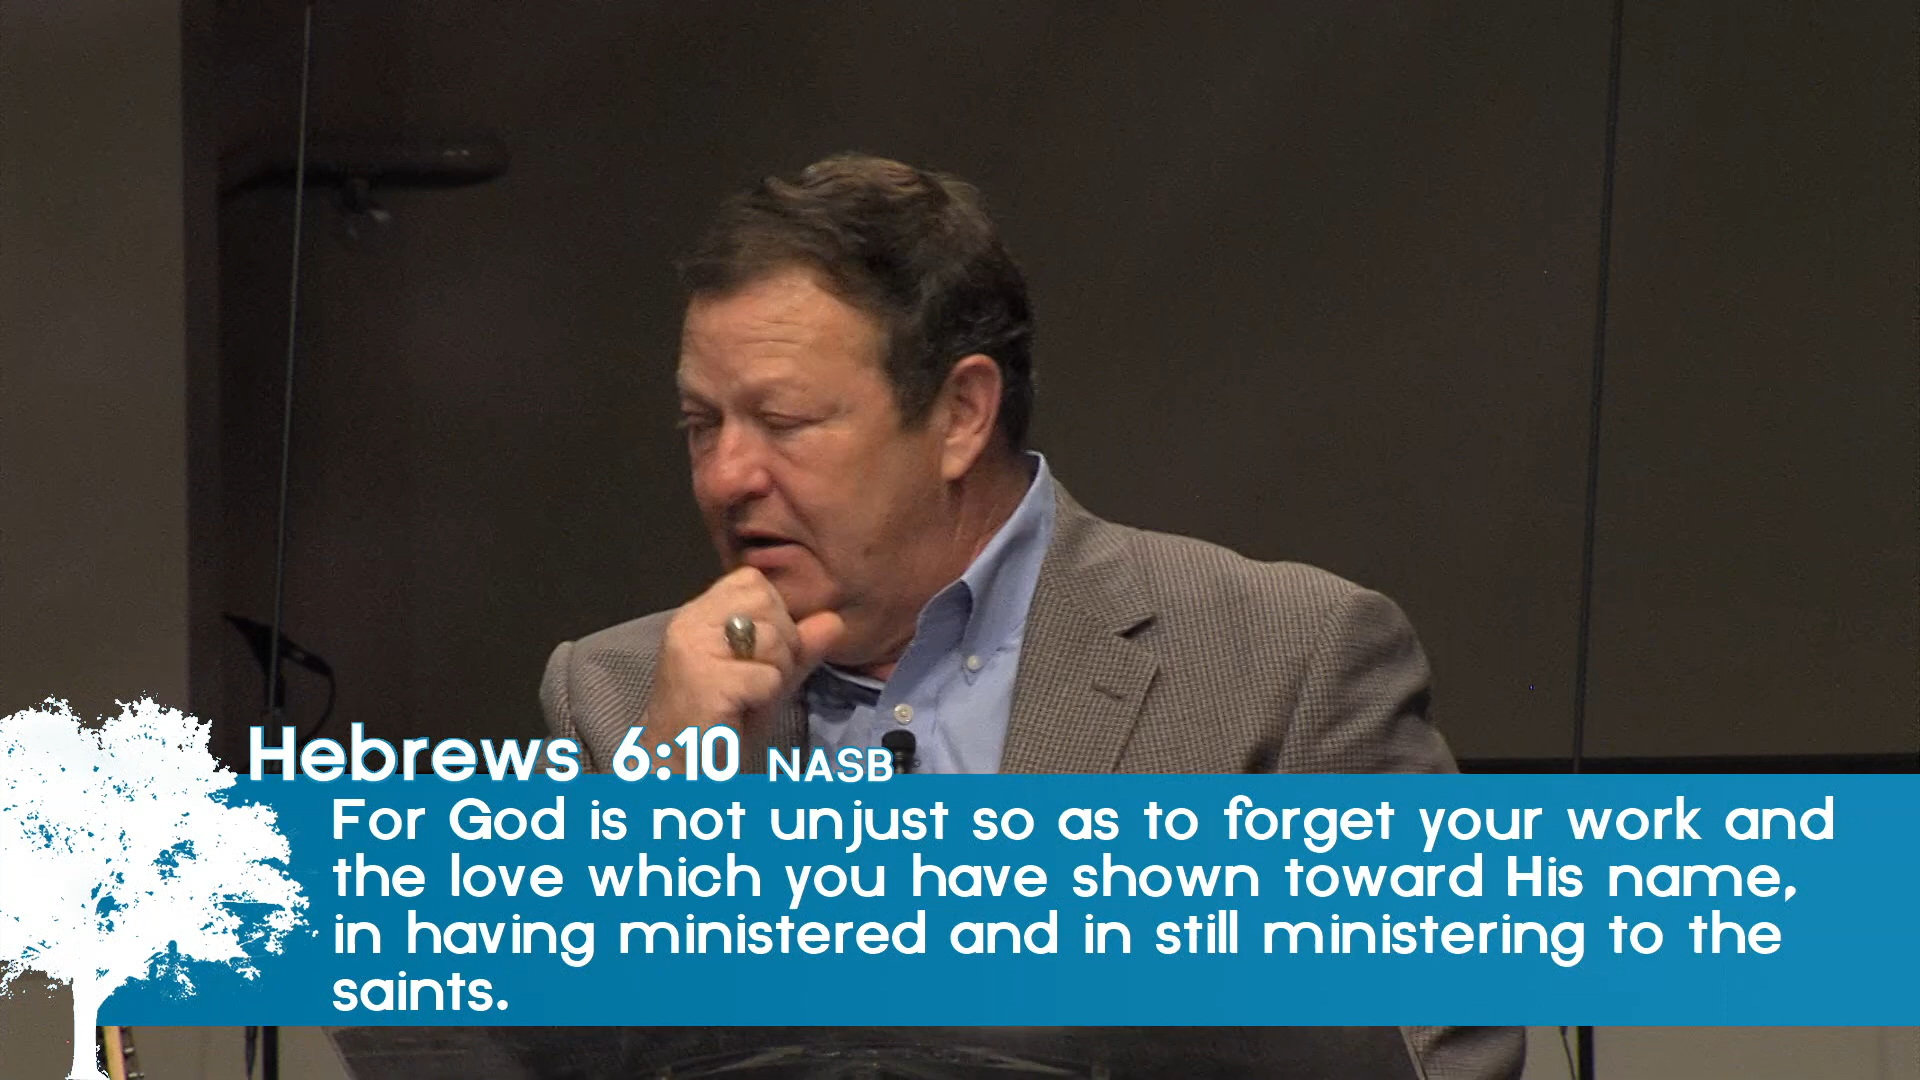 Hebrews 6:10 NASB
For God is not unjust so as to forget your work and
the love which you have shown toward His name,
in having ministered and in still ministering to the
saints.